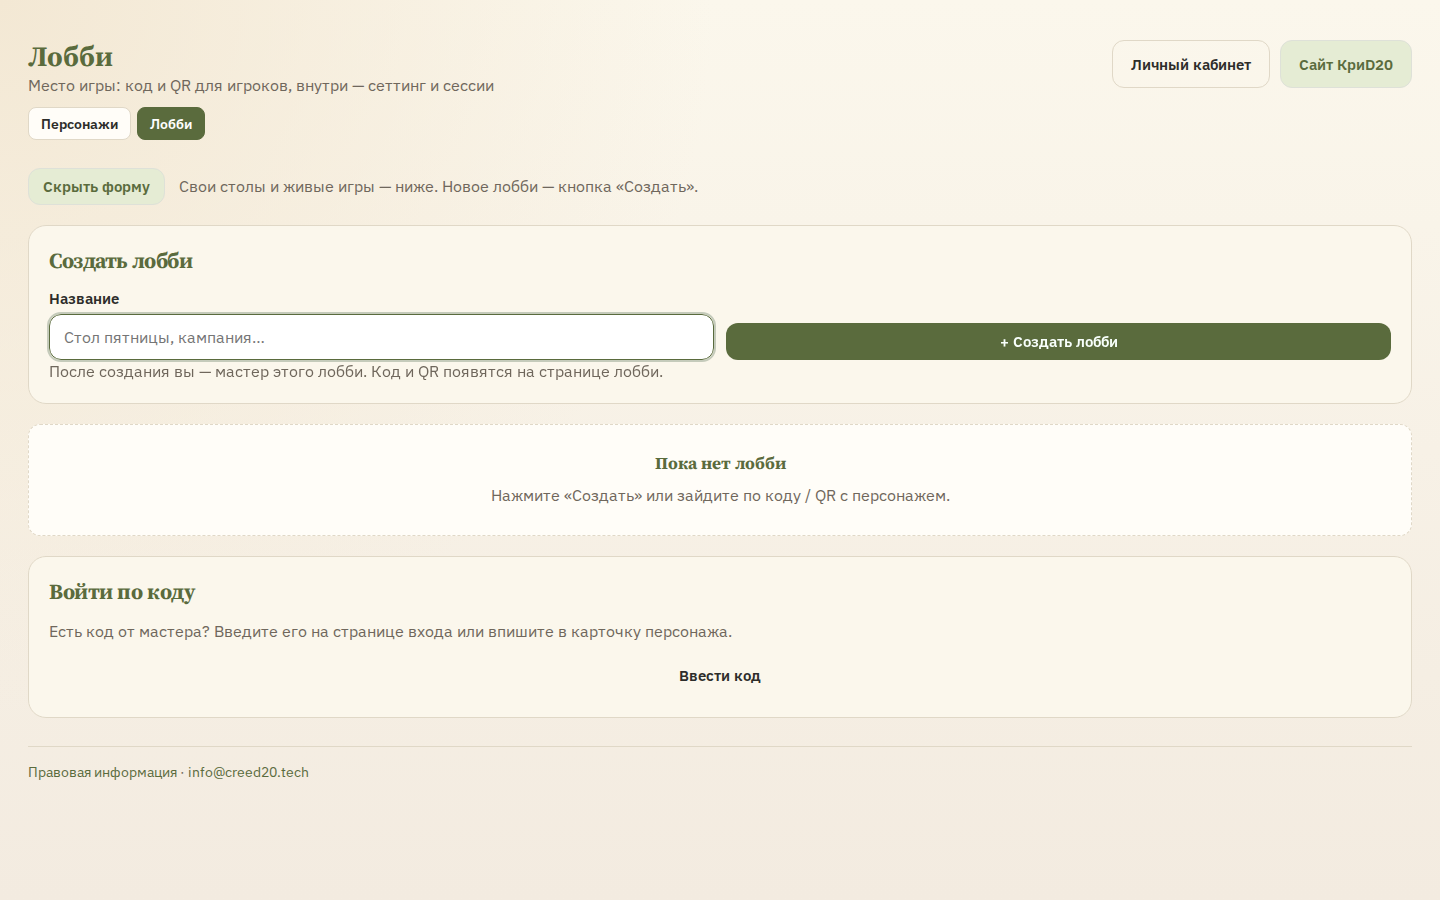 Лобби
Место игры: код и QR для игроков, внутри — сеттинг и сессии
Личный кабинет
Сайт КриD20
Персонажи
Лобби
Скрыть форму
Свои столы и живые игры — ниже. Новое лобби — кнопка «Создать».
Создать лобби
Название
Стол пятницы, кампания…
+ Создать лобби
После создания вы — мастер этого лобби. Код и QR появятся на странице лобби.
Пока нет лобби
Нажмите «Создать» или зайдите по коду / QR с персонажем.
Войти по коду
Есть код от мастера? Введите его на странице входа или впишите в карточку персонажа.
Ввести код
Правовая информация · info@creed20.tech